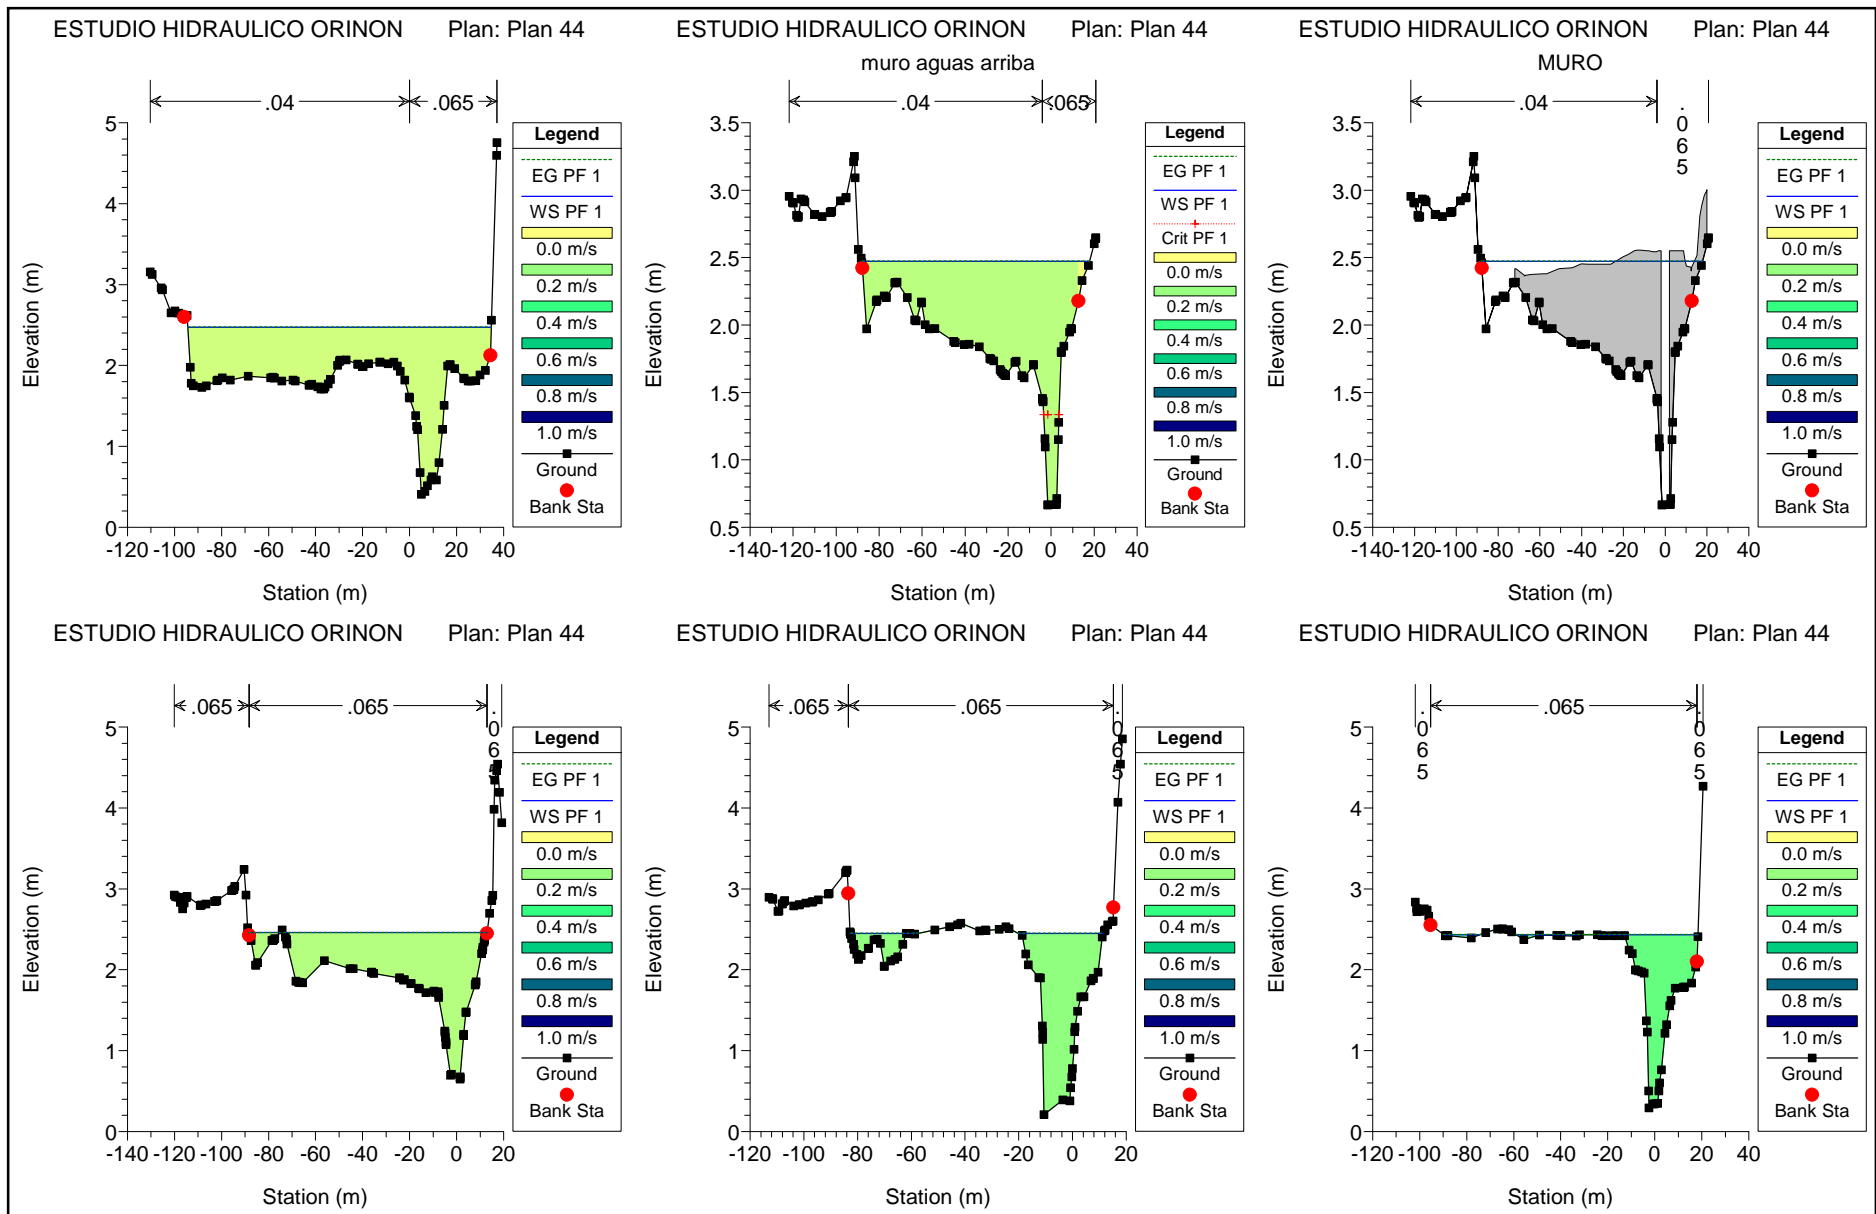 ESTUDIO HIDRAULICO ORINON Plan: Plan 44
.04
.065
5
4
3
2
1
0
-120 -100 -80 -60 -40 -20 0 20 40
Station (m)
Elevation (m)
Legend
EG PF 1
WS PF 1
0.0 m/s
0.2 m/s
0.4 m/s
0.6 m/s
0.8 m/s
1.0 m/s
Ground
Bank Sta
ESTUDIO HIDRAULICO ORINON Plan: Plan 44
muro aguas arriba
.04
.065
3.5
3.0
2.5
2.0
1.5
1.0
0.5
-140 -120 -100 -80 -60 -40 -20 0 20 40
Station (m)
Elevation (m)
Legend
EG PF 1
WS PF 1
Crit PF 1
0.0 m/s
0.2 m/s
0.4 m/s
0.6 m/s
0.8 m/s
1.0 m/s
Ground
Bank Sta
ESTUDIO HIDRAULICO ORINON Plan: Plan 44
MURO
.04
.065
3.5
3.0
2.5
2.0
1.5
1.0
0.5
-140 -120 -100 -80 -60 -40 -20 0 20 40
Station (m)
Elevation (m)
Legend
EG PF 1
WS PF 1
0.0 m/s
0.2 m/s
0.4 m/s
0.6 m/s
0.8 m/s
1.0 m/s
Ground
Bank Sta
ESTUDIO HIDRAULICO ORINON Plan: Plan 44
.065
.065
.065
5
4
3
2
1
0
-140 -120 -100 -80 -60 -40 -20 0 20
Station (m)
Elevation (m)
Legend
EG PF 1
WS PF 1
0.0 m/s
0.2 m/s
0.4 m/s
0.6 m/s
0.8 m/s
1.0 m/s
Ground
Bank Sta
ESTUDIO HIDRAULICO ORINON Plan: Plan 44
.065
.065
.065
5
4
3
2
1
0
-120 -100 -80 -60 -40 -20 0 20
Station (m)
Elevation (m)
Legend
EG PF 1
WS PF 1
0.0 m/s
0.2 m/s
0.4 m/s
0.6 m/s
0.8 m/s
1.0 m/s
Ground
Bank Sta
ESTUDIO HIDRAULICO ORINON Plan: Plan 44
.065
.065
.065
5
4
3
2
1
0
-120 -100 -80 -60 -40 -20 0 20 40
Station (m)
Elevation (m)
Legend
EG PF 1
WS PF 1
0.0 m/s
0.2 m/s
0.4 m/s
0.6 m/s
0.8 m/s
1.0 m/s
Ground
Bank Sta